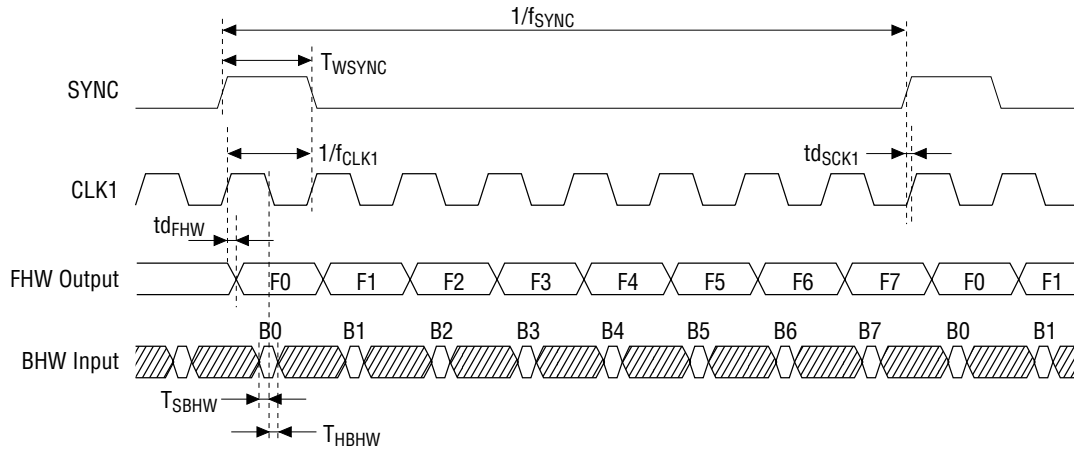 1/fSYNC
TWSYNC
SYNC
1/fCLK1
tdSCK1
CLK1
tdFHW
FHW Output F0 F1 F2 F3 F4 F5 F6 F7 F0 F1
B0 B1 B2 B3 B4 B5 B6 B7 B0 B1
BHW Input
TSBHW
THBHW